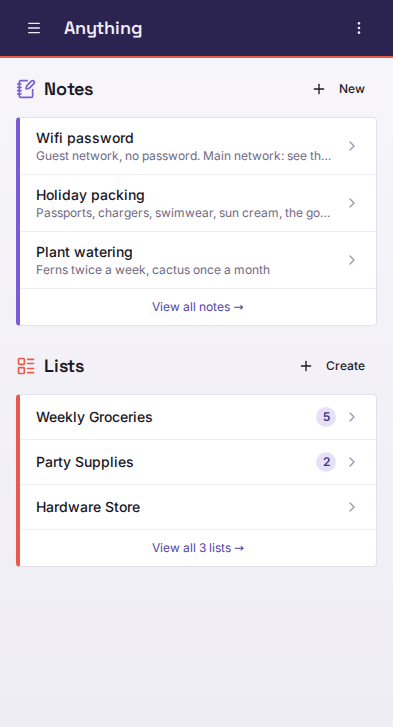 Anything
Notes
New
Wifi password
Guest network, no password. Main network: see th...
Holiday packing
Passports, chargers, swimwear, sun cream, the go...
Plant watering
Ferns twice a week, cactus once a month
View all notes →
Lists
Create
Weekly Groceries
5
Party Supplies
2
Hardware Store
View all 3 lists →